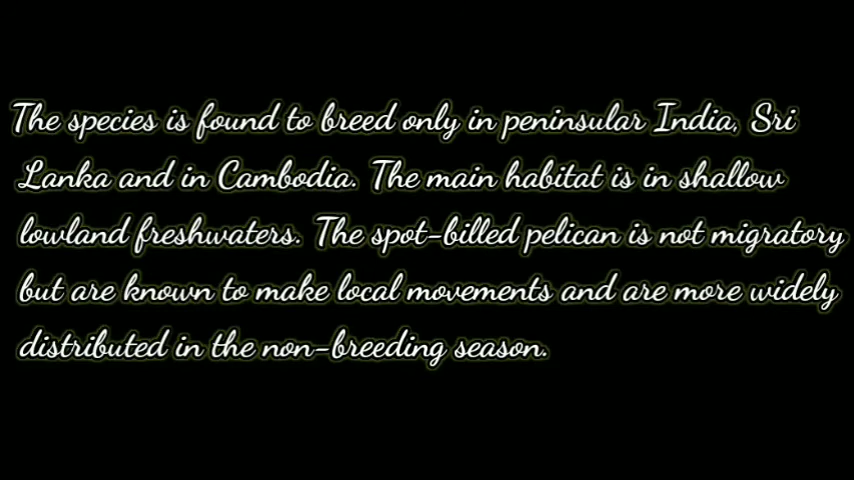 The species is found to breed only in peninsular India, Sri
Lanka and in Cambodia. The main habitat is in shallow
lowland freshwaters. The spot-billed pelican is not migratory
but are known to make local movements and are more widely
distributed in the non-breeding season.